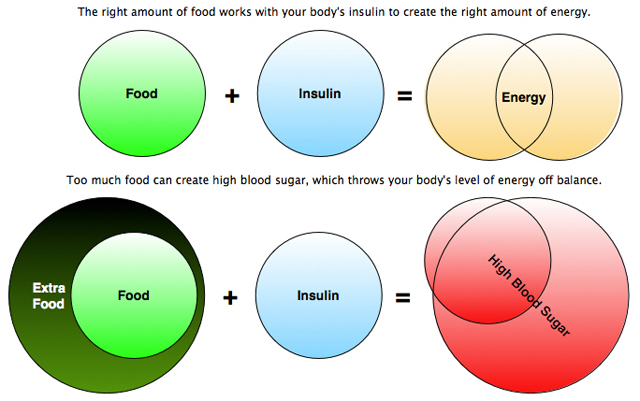 The right amount of food works with your body's insulin to create the right amount of energy.
Food + Insulin = Energy
Too much food can create high blood sugar, which throws your body's level of energy off balance.
Extra
Food
Food + Insulin = High Blood Sugar